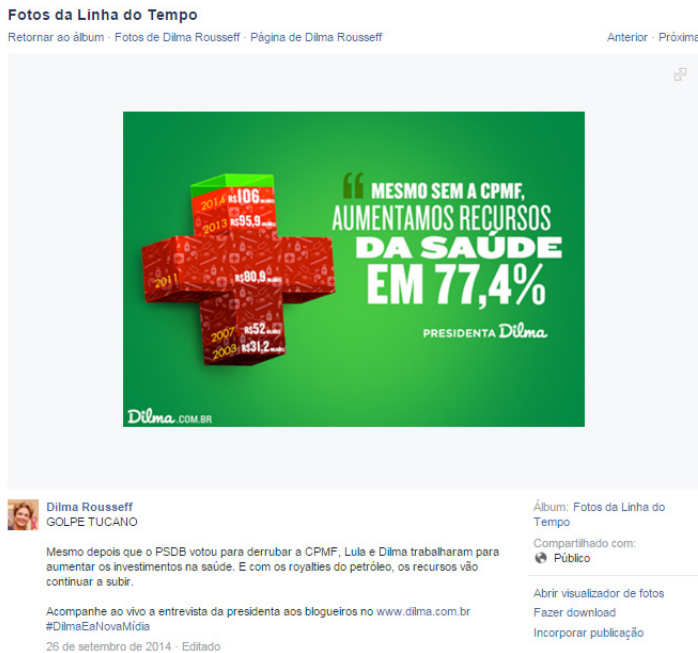 Fotos da Linha do Tempo
Retornar ao álbum · Fotos de Dilma Rousseff · Página de Dilma Rousseff
Anterior · Próxima
2014 R$106
2013 R$95,9
2011 R$80,9
2007 R$52
2003 R$31,2
“ MESMO SEM A CPMF,
AUMENTAMOS RECURSOS
DA SAÚDE
EM 77,4%
PRESIDENTA Dilma
Dilma.COM.BR
Dilma Rousseff
GOLPE TUCANO
Mesmo depois que o PSDB votou para derrubar a CPMF, Lula e Dilma trabalharam para
aumentar os investimentos na saúde. E com os royalties do petróleo, os recursos vão
continuar a subir.
Acompanhe ao vivo a entrevista da presidenta aos blogueiros no www.dilma.com.br
#DilmaEaNovaMídia
26 de setembro de 2014 · Editado
Álbum: Fotos da Linha do
Tempo
Compartilhado com:
Público
Abrir visualizador de fotos
Fazer download
Incorporar publicação